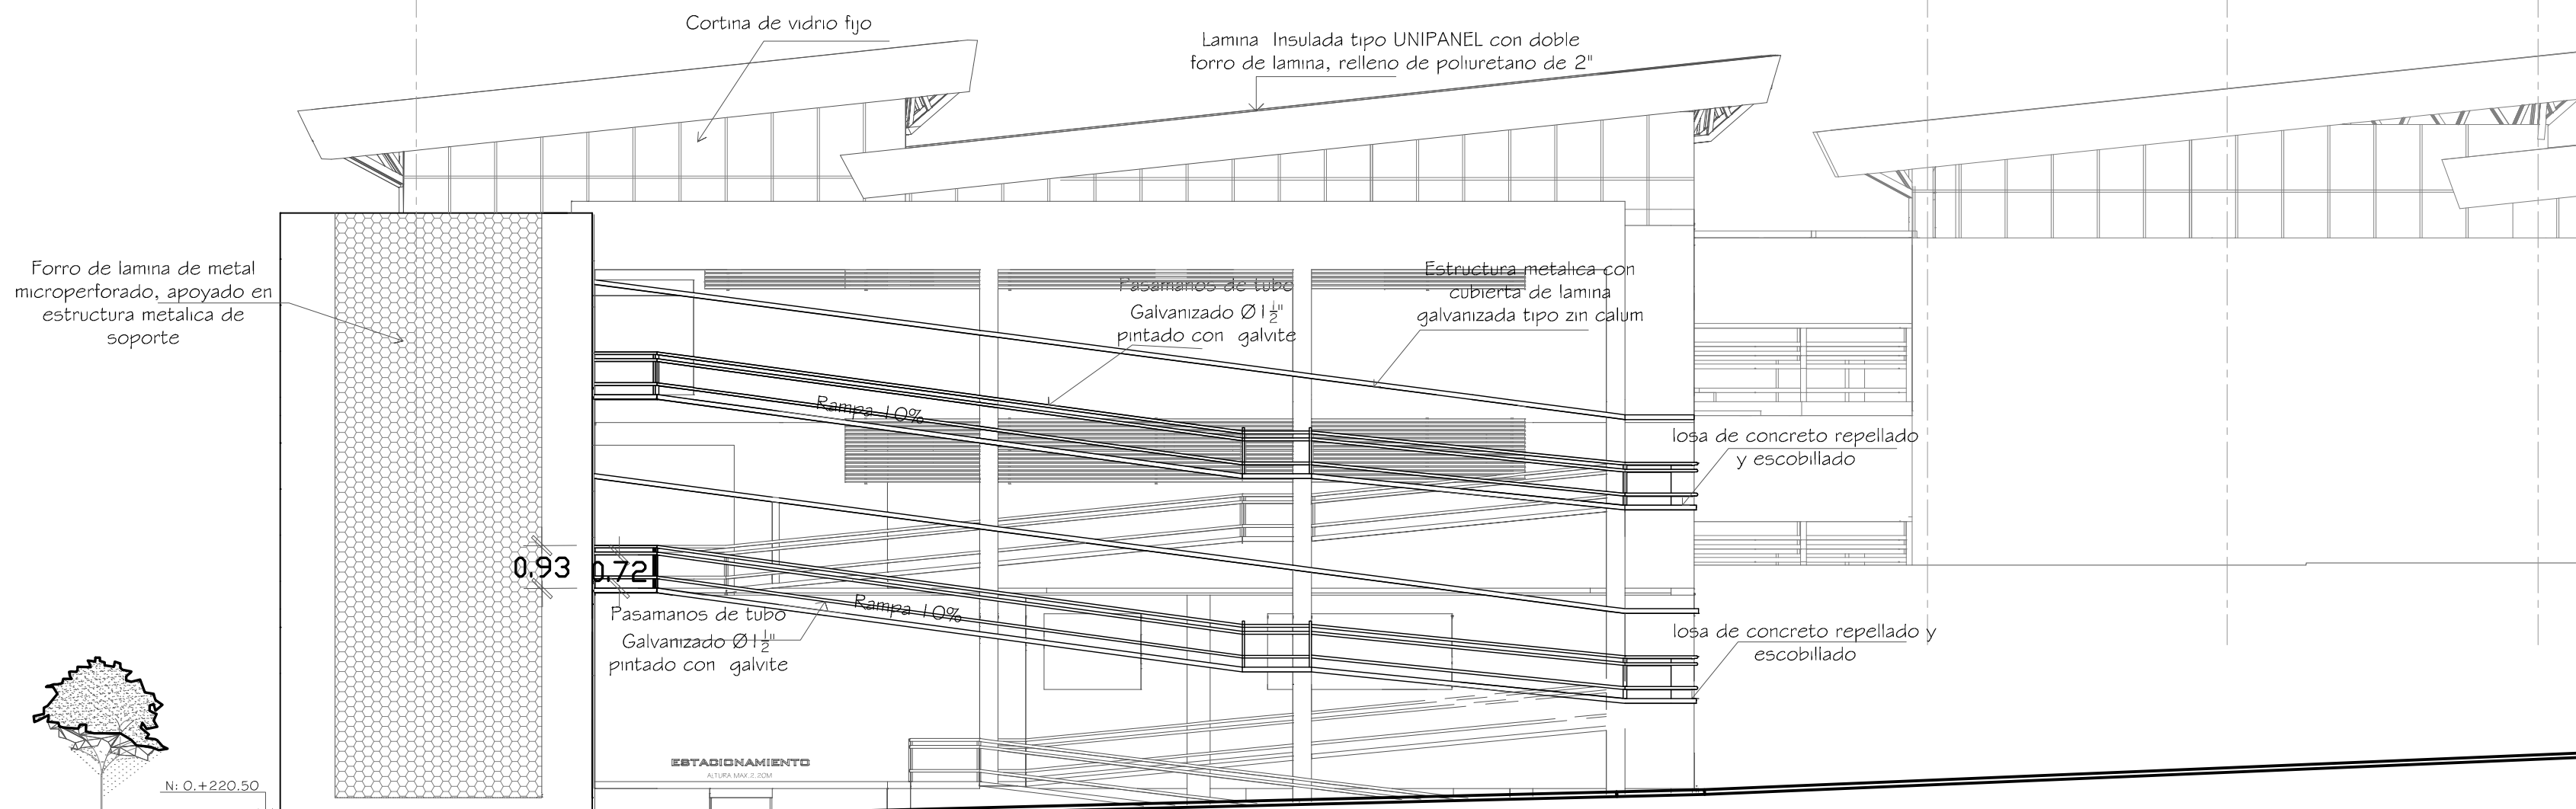 Cortina de vidrio fijo
Lamina Insulada tipo UNIPANEL con doble
forro de lamina, relleno de poliuretano de 2"
Forro de lamina de metal
microperforado, apoyado en
estructura metalica de
soporte
Pasamanos de tubo
Galvanizado Ø1½"
pintado con galvite
Estructura metalica con
cubierta de lamina
galvanizada tipo zin calum
Rampa 10%
losa de concreto repellado
y escobillado
0.93
0.72
Rampa 10%
Pasamanos de tubo
Galvanizado Ø1½"
pintado con galvite
losa de concreto repellado y
escobillado
ESTACIONAMIENTO
ALTURA MAX. 2.20M
N: 0.+220.50